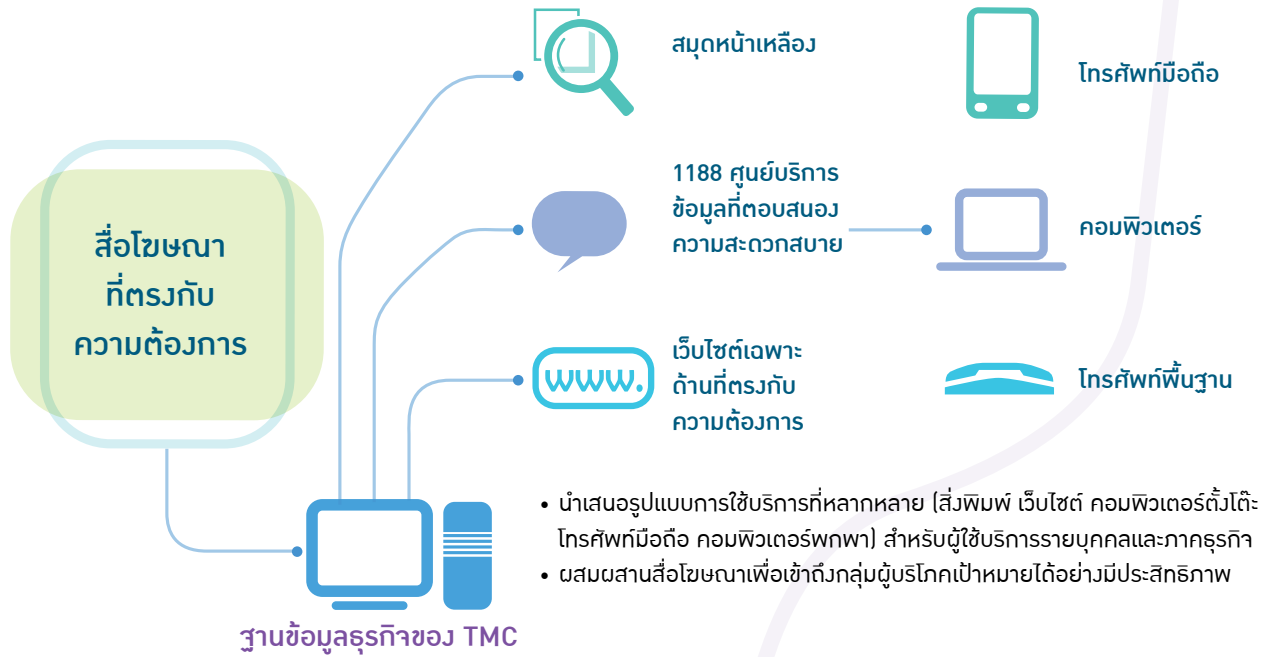 สื่อโฆษณา
ที่ตรงกับ
ความต้องการ
สมุดหน้าเหลือง
1188 ศูนย์บริการ
ข้อมูลที่ตอบสนอง
ความสะดวกสบาย
www.
เว็บไซต์เฉพาะ
ด้านที่ตรงกับ
ความต้องการ
โทรศัพท์มือถือ
คอมพิวเตอร์
โทรศัพท์พื้นฐาน
• นำเสนอรูปแบบการใช้บริการที่หลากหลาย (สิ่งพิมพ์ เว็บไซต์ คอมพิวเตอร์ตั้งโต๊ะ
โทรศัพท์มือถือ คอมพิวเตอร์พกพา) สำหรับผู้ใช้บริการรายบุคคลและภาคธุรกิจ
• ผสมผสานสื่อโฆษณาเพื่อเข้าถึงกลุ่มผู้บริโภคเป้าหมายได้อย่างมีประสิทธิภาพ
ฐานข้อมูลธุรกิจของ TMC